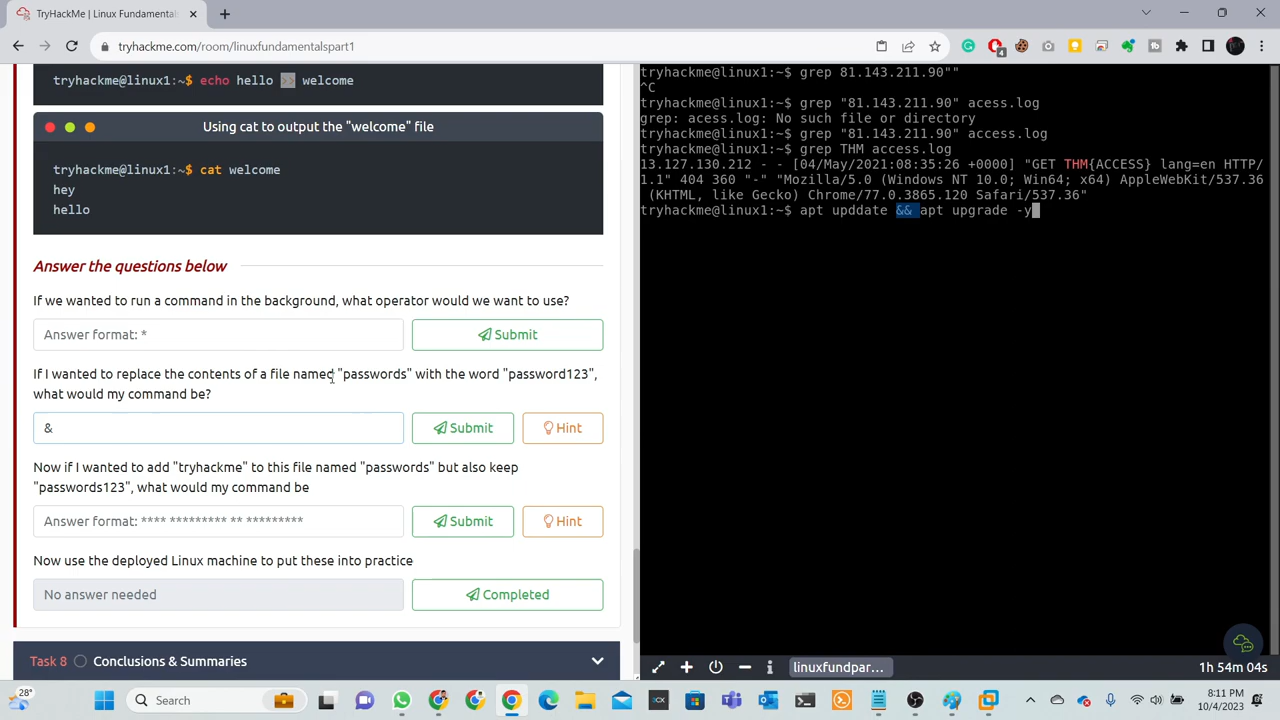 TryHackMe | Linux Fundamental
tryhackme.com/room/linuxfundamentalspart1
4
tryhackme@linux1:~$ echo hello >> welcome
Using cat to output the "welcome" file
tryhackme@linux1:~$ cat welcome
hey
hello
Answer the questions below
If we wanted to run a command in the background, what operator would we want to use?
Answer format: *
Submit
If I wanted to replace the contents of a file named "passwords" with the word "password123",
what would my command be?
&
Submit
Hint
Now if I wanted to add "tryhackme" to this file named "passwords" but also keep
"passwords123", what would my command be
Answer format: **** ********* ** *********
Submit
Hint
Now use the deployed Linux machine to put these into practice
No answer needed
Completed
Task 8
Conclusions & Summaries
tryhackme@linux1:~$ grep 81.143.211.90""
^C
tryhackme@linux1:~$ grep "81.143.211.90" acess.log
grep: acess.log: No such file or directory
tryhackme@linux1:~$ grep "81.143.211.90" access.log
tryhackme@linux1:~$ grep THM access.log
13.127.130.212 - - [04/May/2021:08:35:26 +0000] "GET THM{ACCESS} lang=en HTTP/
1.1" 404 360 "-" "Mozilla/5.0 (Windows NT 10.0; Win64; x64) AppleWebKit/537.36
(KHTML, like Gecko) Chrome/77.0.3865.120 Safari/537.36"
tryhackme@linux1:~$ apt upddate && apt upgrade -y
linuxfundpar...
1h 54m 04s
28°
Search
8:11 PM
10/4/2023